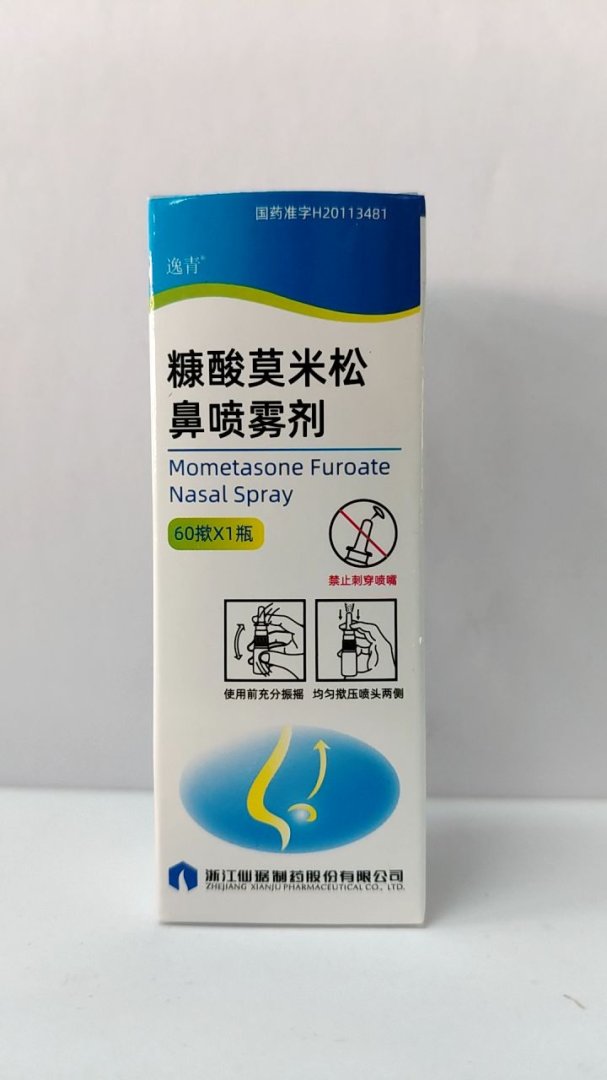 国药准字H20113481
逸青®
糠酸莫米松
鼻喷雾剂
Mometasone Furoate
Nasal Spray
60揿X1瓶
禁止刺穿喷嘴
使用前充分振摇 均匀揿压喷头两侧
浙江仙琚制药股份有限公司
ZHEJIANG XIANJU PHARMACEUTICAL CO., LTD.